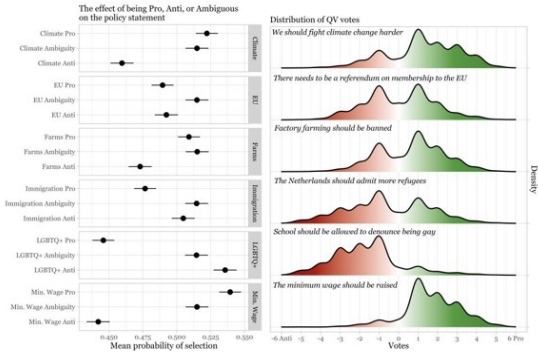 The effect of being Pro, Anti, or Ambiguous
on the policy statement
Climate Pro
Climate Ambiguity
Climate Anti
Climate
EU Pro
EU Ambiguity
EU Anti
EU
Farms Pro
Farms Ambiguity
Farms Anti
Farms
Immigration Pro
Immigration Ambiguity
Immigration Anti
Immigration
LGBTQ+ Pro
LGBTQ+ Ambiguity
LGBTQ+ Anti
LGBTQ+
Min. Wage Pro
Min. Wage Ambiguity
Min. Wage Anti
Min. Wage
0.450 0.475 0.500 0.525 0.550
Mean probability of selection
Distribution of QV votes
We should fight climate change harder
There needs to be a referendum on membership to the EU
Factory farming should be banned
The Netherlands should admit more refugees
School should be allowed to denounce being gay
The minimum wage should be raised
Density
-6 Anti -5 -4 -3 -2 -1 0 1 2 3 4 5 6 Pro
Votes